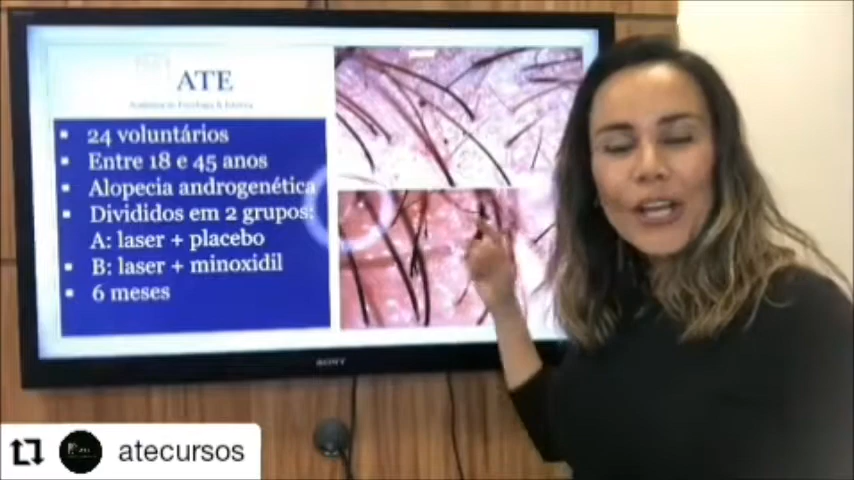 ATE
▪ 24 voluntários
▪ Entre 18 e 45 anos
▪ Alopecia androgenética
▪ Divididos em 2 grupos:
A: laser + placebo
▪ B: laser + minoxidil
▪ 6 meses
SONY
atecursos